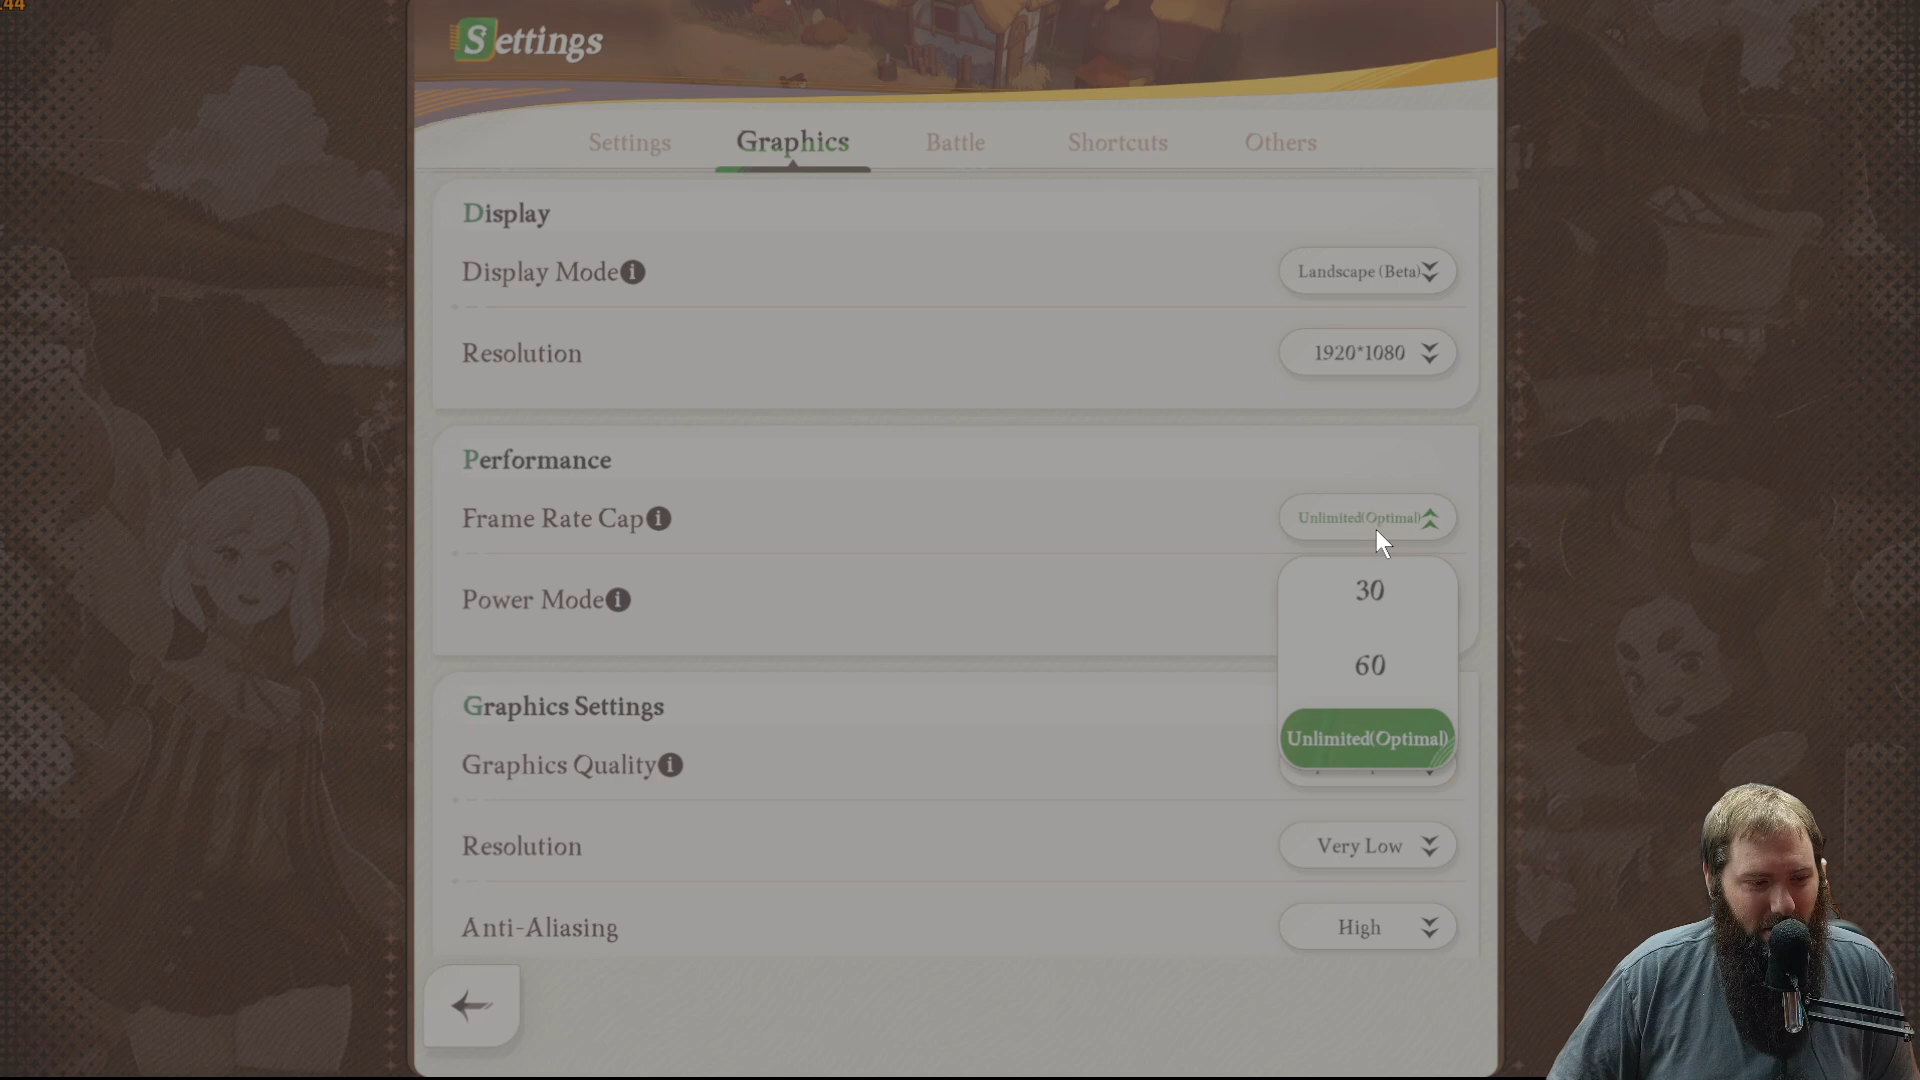 44
Settings
Settings Graphics Battle Shortcuts Others
Display
Display Mode i Landscape (Beta)
Resolution 1920*1080
Performance
Frame Rate Cap i Unlimited(Optimal)
30
Power Mode i
60
Graphics Settings
Unlimited(Optimal)
Graphics Quality i
Resolution Very Low
Anti-Aliasing High